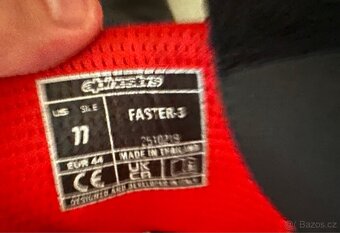 alpinestars
US SIZE
11
FASTER-3
2510719
EUR 44
MADE IN THAILAND
CE
UK
CA
DESIGNED AND DEVELOPED IN ITALY
Bazos.cz